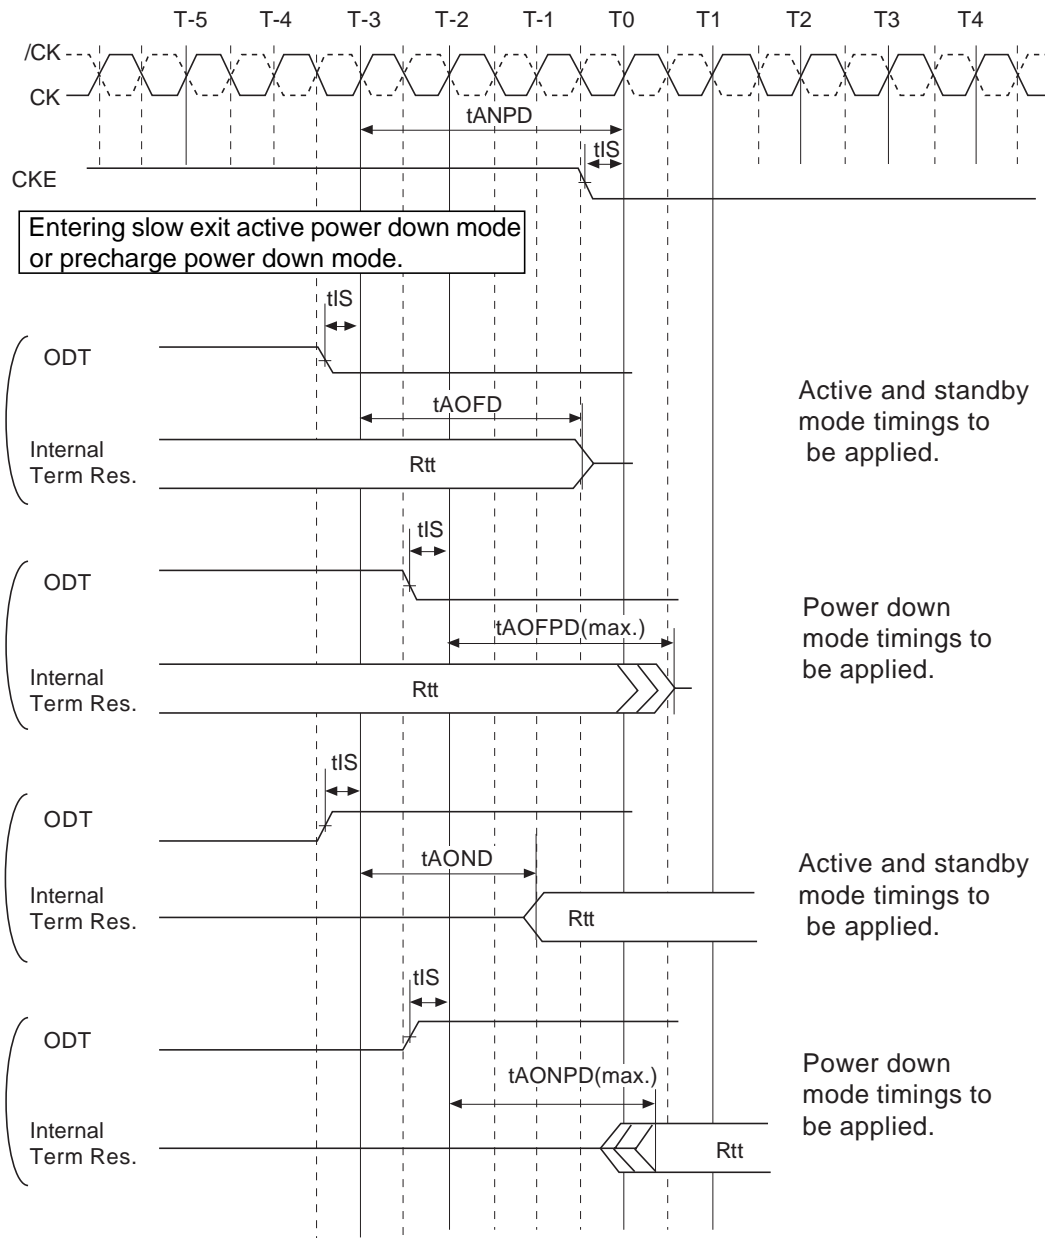 T-5 T-4 T-3 T-2 T-1 T0 T1 T2 T3 T4
/CK
CK
tANPD
tIS
CKE
Entering slow exit active power down mode
or precharge power down mode.
tIS
ODT
tAOFD
Internal
Term Res.
Rtt
Active and standby
mode timings to
be applied.
tIS
ODT
tAOFPD(max.)
Internal
Term Res.
Rtt
Power down
mode timings to
be applied.
tIS
ODT
tAOND
Internal
Term Res.
Rtt
Active and standby
mode timings to
be applied.
tIS
ODT
tAONPD(max.)
Internal
Term Res.
Rtt
Power down
mode timings to
be applied.